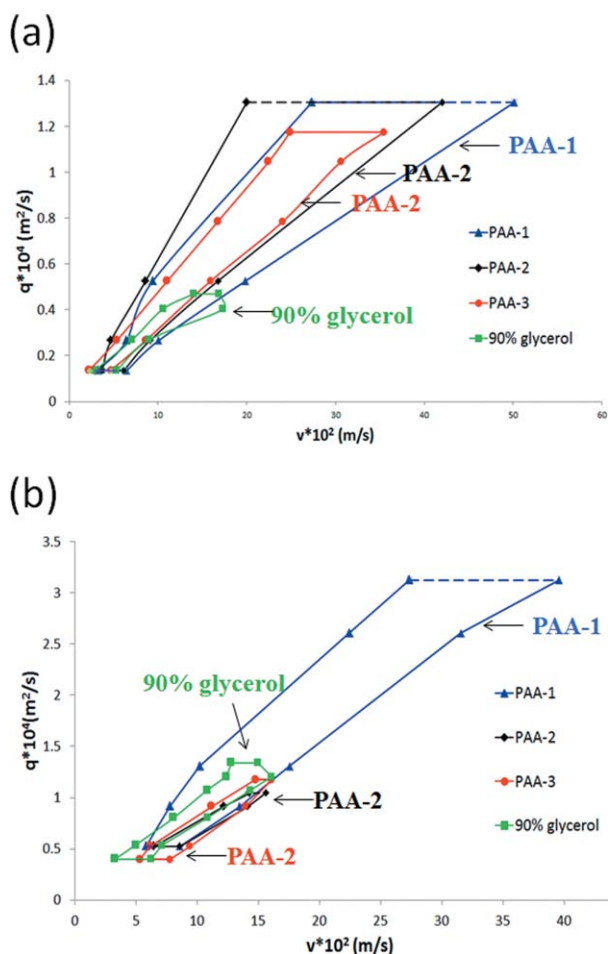 (a)
q*10⁴ (m²/s)
1.4
1.2
1
0.8
0.6
0.4
0.2
0
0
10
20
30
40
50
60
v*10² (m/s)
PAA-1
PAA-2
PAA-2
90% glycerol
PAA-1
PAA-2
PAA-3
90% glycerol
(b)
q*10⁴(m²/s)
3.5
3
2.5
2
1.5
1
0.5
0
0
5
10
15
20
25
30
35
40
v*10² (m/s)
PAA-1
90% glycerol
PAA-2
PAA-2
PAA-1
PAA-2
PAA-3
90% glycerol